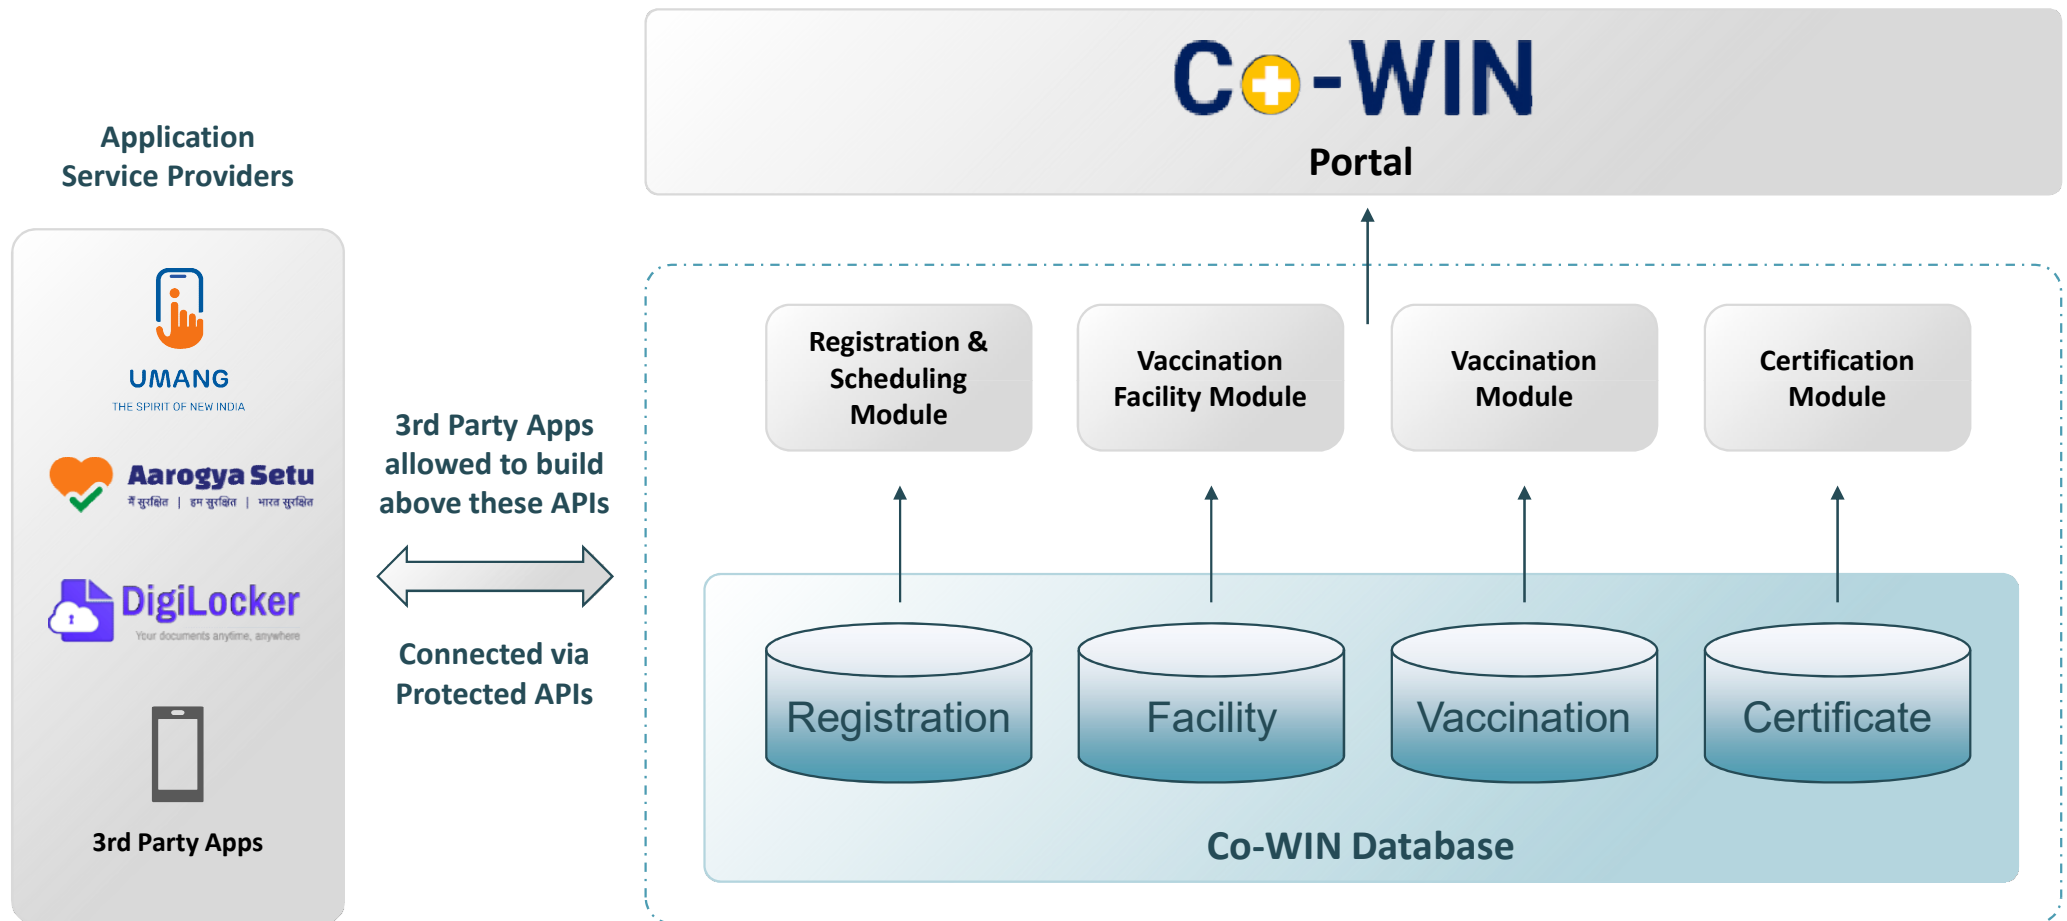 Co-WIN
Portal
Application
Service Providers
UMANG
THE SPIRIT OF NEW INDIA
Aarogya Setu
मैं सुरक्षित | हम सुरक्षित | भारत सुरक्षित
DigiLocker
Your documents anytime, anywhere
3rd Party Apps
3rd Party Apps
allowed to build
above these APIs
Connected via
Protected APIs
Registration &
Scheduling
Module
Vaccination
Facility Module
Vaccination
Module
Certification
Module
Registration
Facility
Vaccination
Certificate
Co-WIN Database